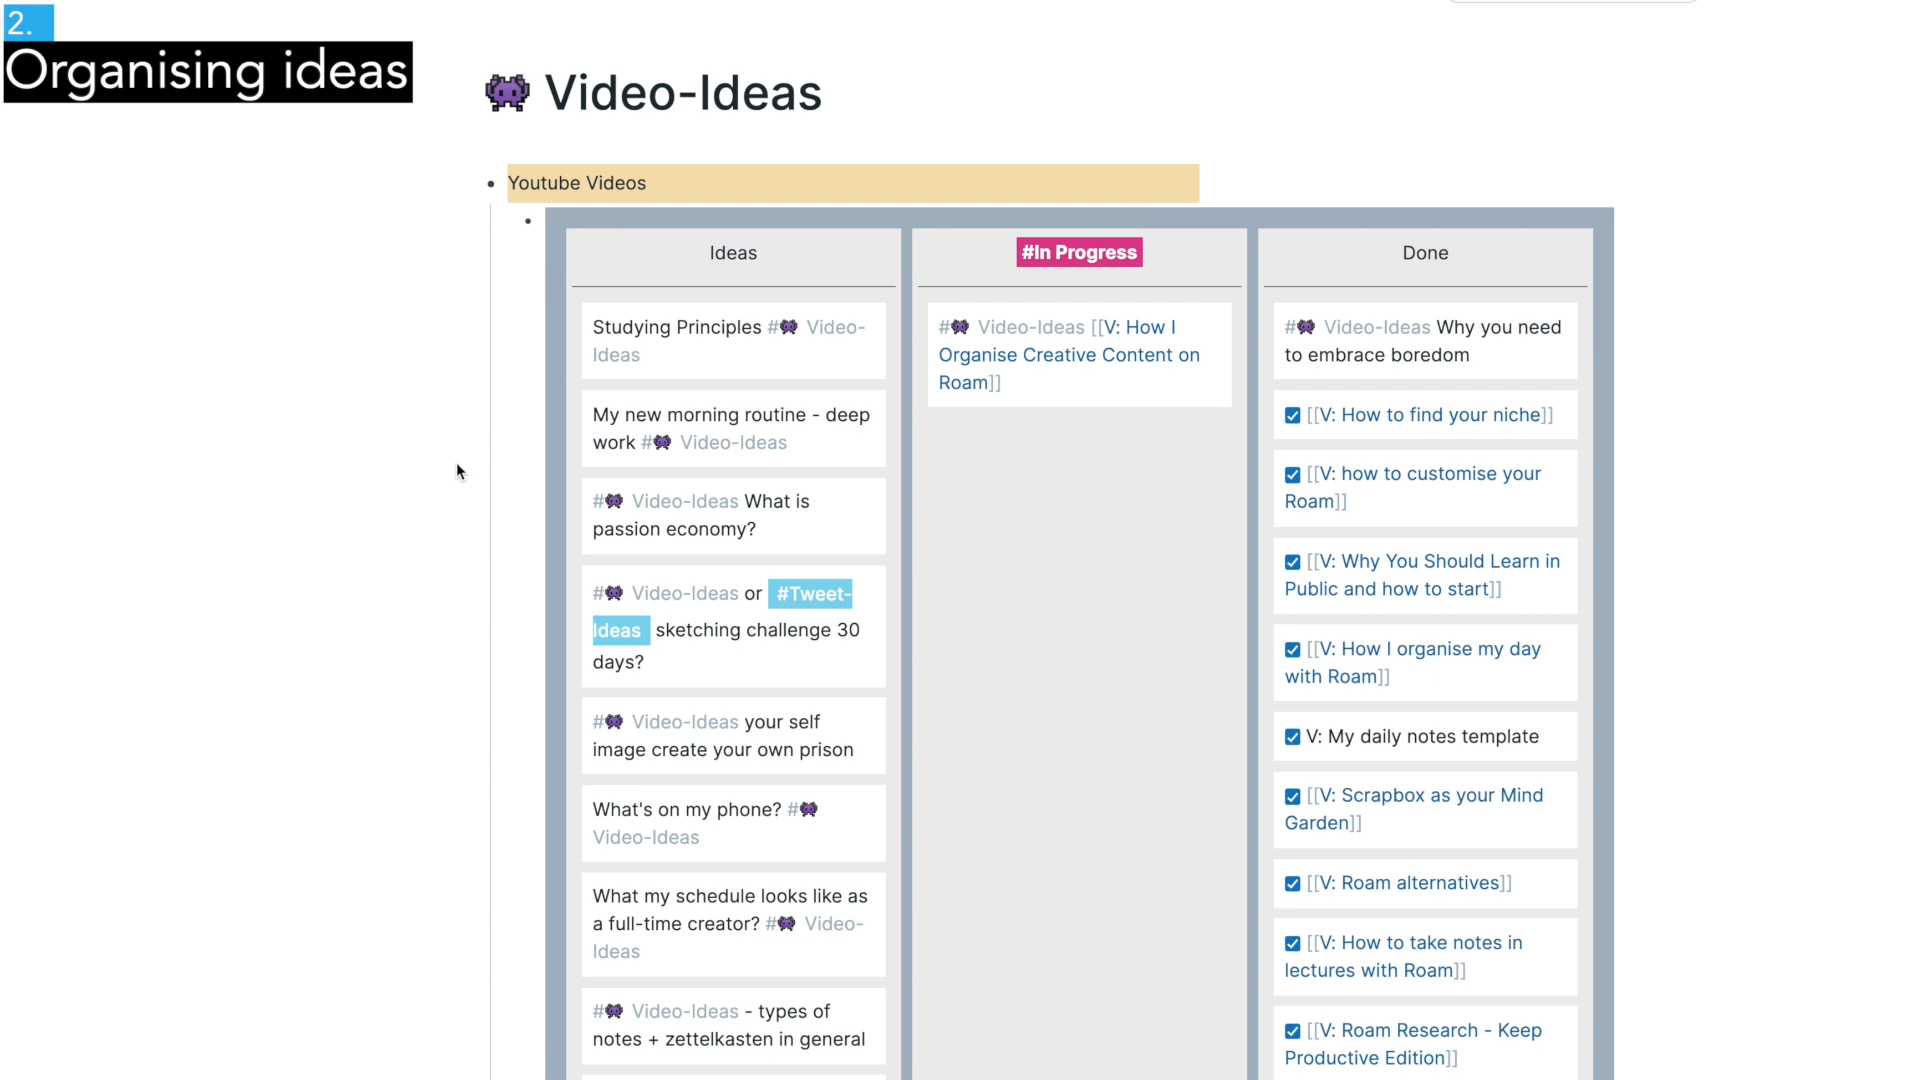 2.
Organising ideas
Video-Ideas
Youtube Videos
Ideas
Studying Principles # Video-
Ideas
My new morning routine - deep
work # Video-Ideas
# Video-Ideas What is
passion economy?
# Video-Ideas or #Tweet-
Ideas sketching challenge 30
days?
# Video-Ideas your self
image create your own prison
What's on my phone? #
Video-Ideas
What my schedule looks like as
a full-time creator? # Video-
Ideas
# Video-Ideas - types of
notes + zettelkasten in general
#In Progress
# Video-Ideas [[V: How I
Organise Creative Content on
Roam]]
Done
# Video-Ideas Why you need
to embrace boredom
[[V: How to find your niche]]
[[V: how to customise your
Roam]]
[[V: Why You Should Learn in
Public and how to start]]
[[V: How I organise my day
with Roam]]
V: My daily notes template
[[V: Scrapbox as your Mind
Garden]]
[[V: Roam alternatives]]
[[V: How to take notes in
lectures with Roam]]
[[V: Roam Research - Keep
Productive Edition]]